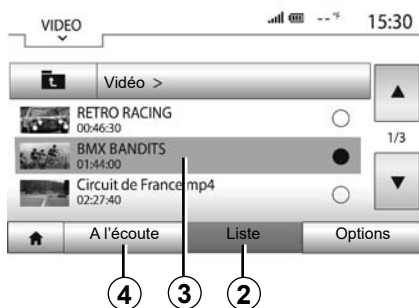 VIDEO
--°F 15:30
Vidéo >
RETRO RACING
00:46:30
BMX BANDITS
01:44:00
1/3
Circuit de France mp4
02:27:40
A l'écoute Liste Options
4 3 2